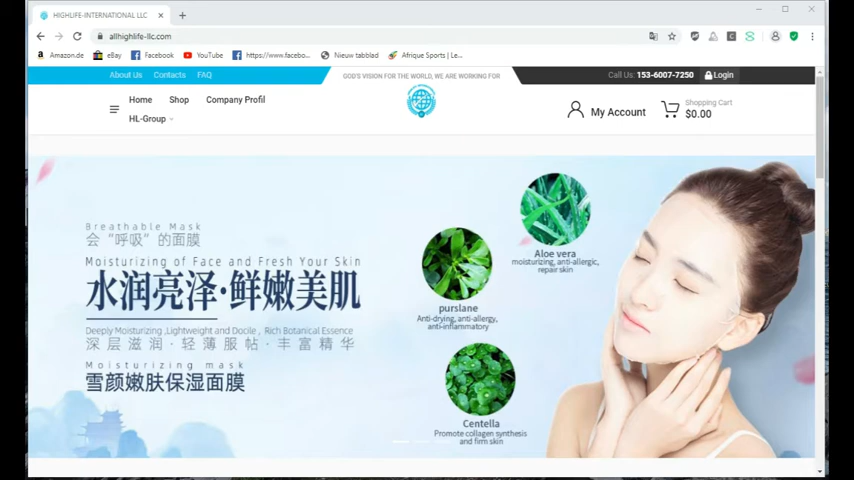 HIGHLIFE-INTERNATIONAL LLC
allhighlife-llc.com
Amazon.de eBay Facebook YouTube https://www.facebo... Nieuw tabblad Afrique Sports | Le...
About Us Contacts FAQ
GOD'S VISION FOR THE WORLD, WE ARE WORKING FOR
Call Us: 153-6007-7250 Login
Home Shop Company Profil
HL-Group
My Account
Shopping Cart
$0.00
Breathable Mask
会“呼吸”的面膜
Moisturizing of Face and Fresh Your Skin
水润亮泽·鲜嫩美肌
Deeply Moisturizing ,Lightweight and Docile , Rich Botanical Essence
深层滋润·轻薄服帖·丰富精华
Moisturizing mask
雪颜嫩肤保湿面膜
Aloe vera
moisturizing, anti-allergic,
repair skin
purslane
Anti-drying, anti-allergy,
anti-inflammatory
Centella
Promote collagen synthesis
and firm skin